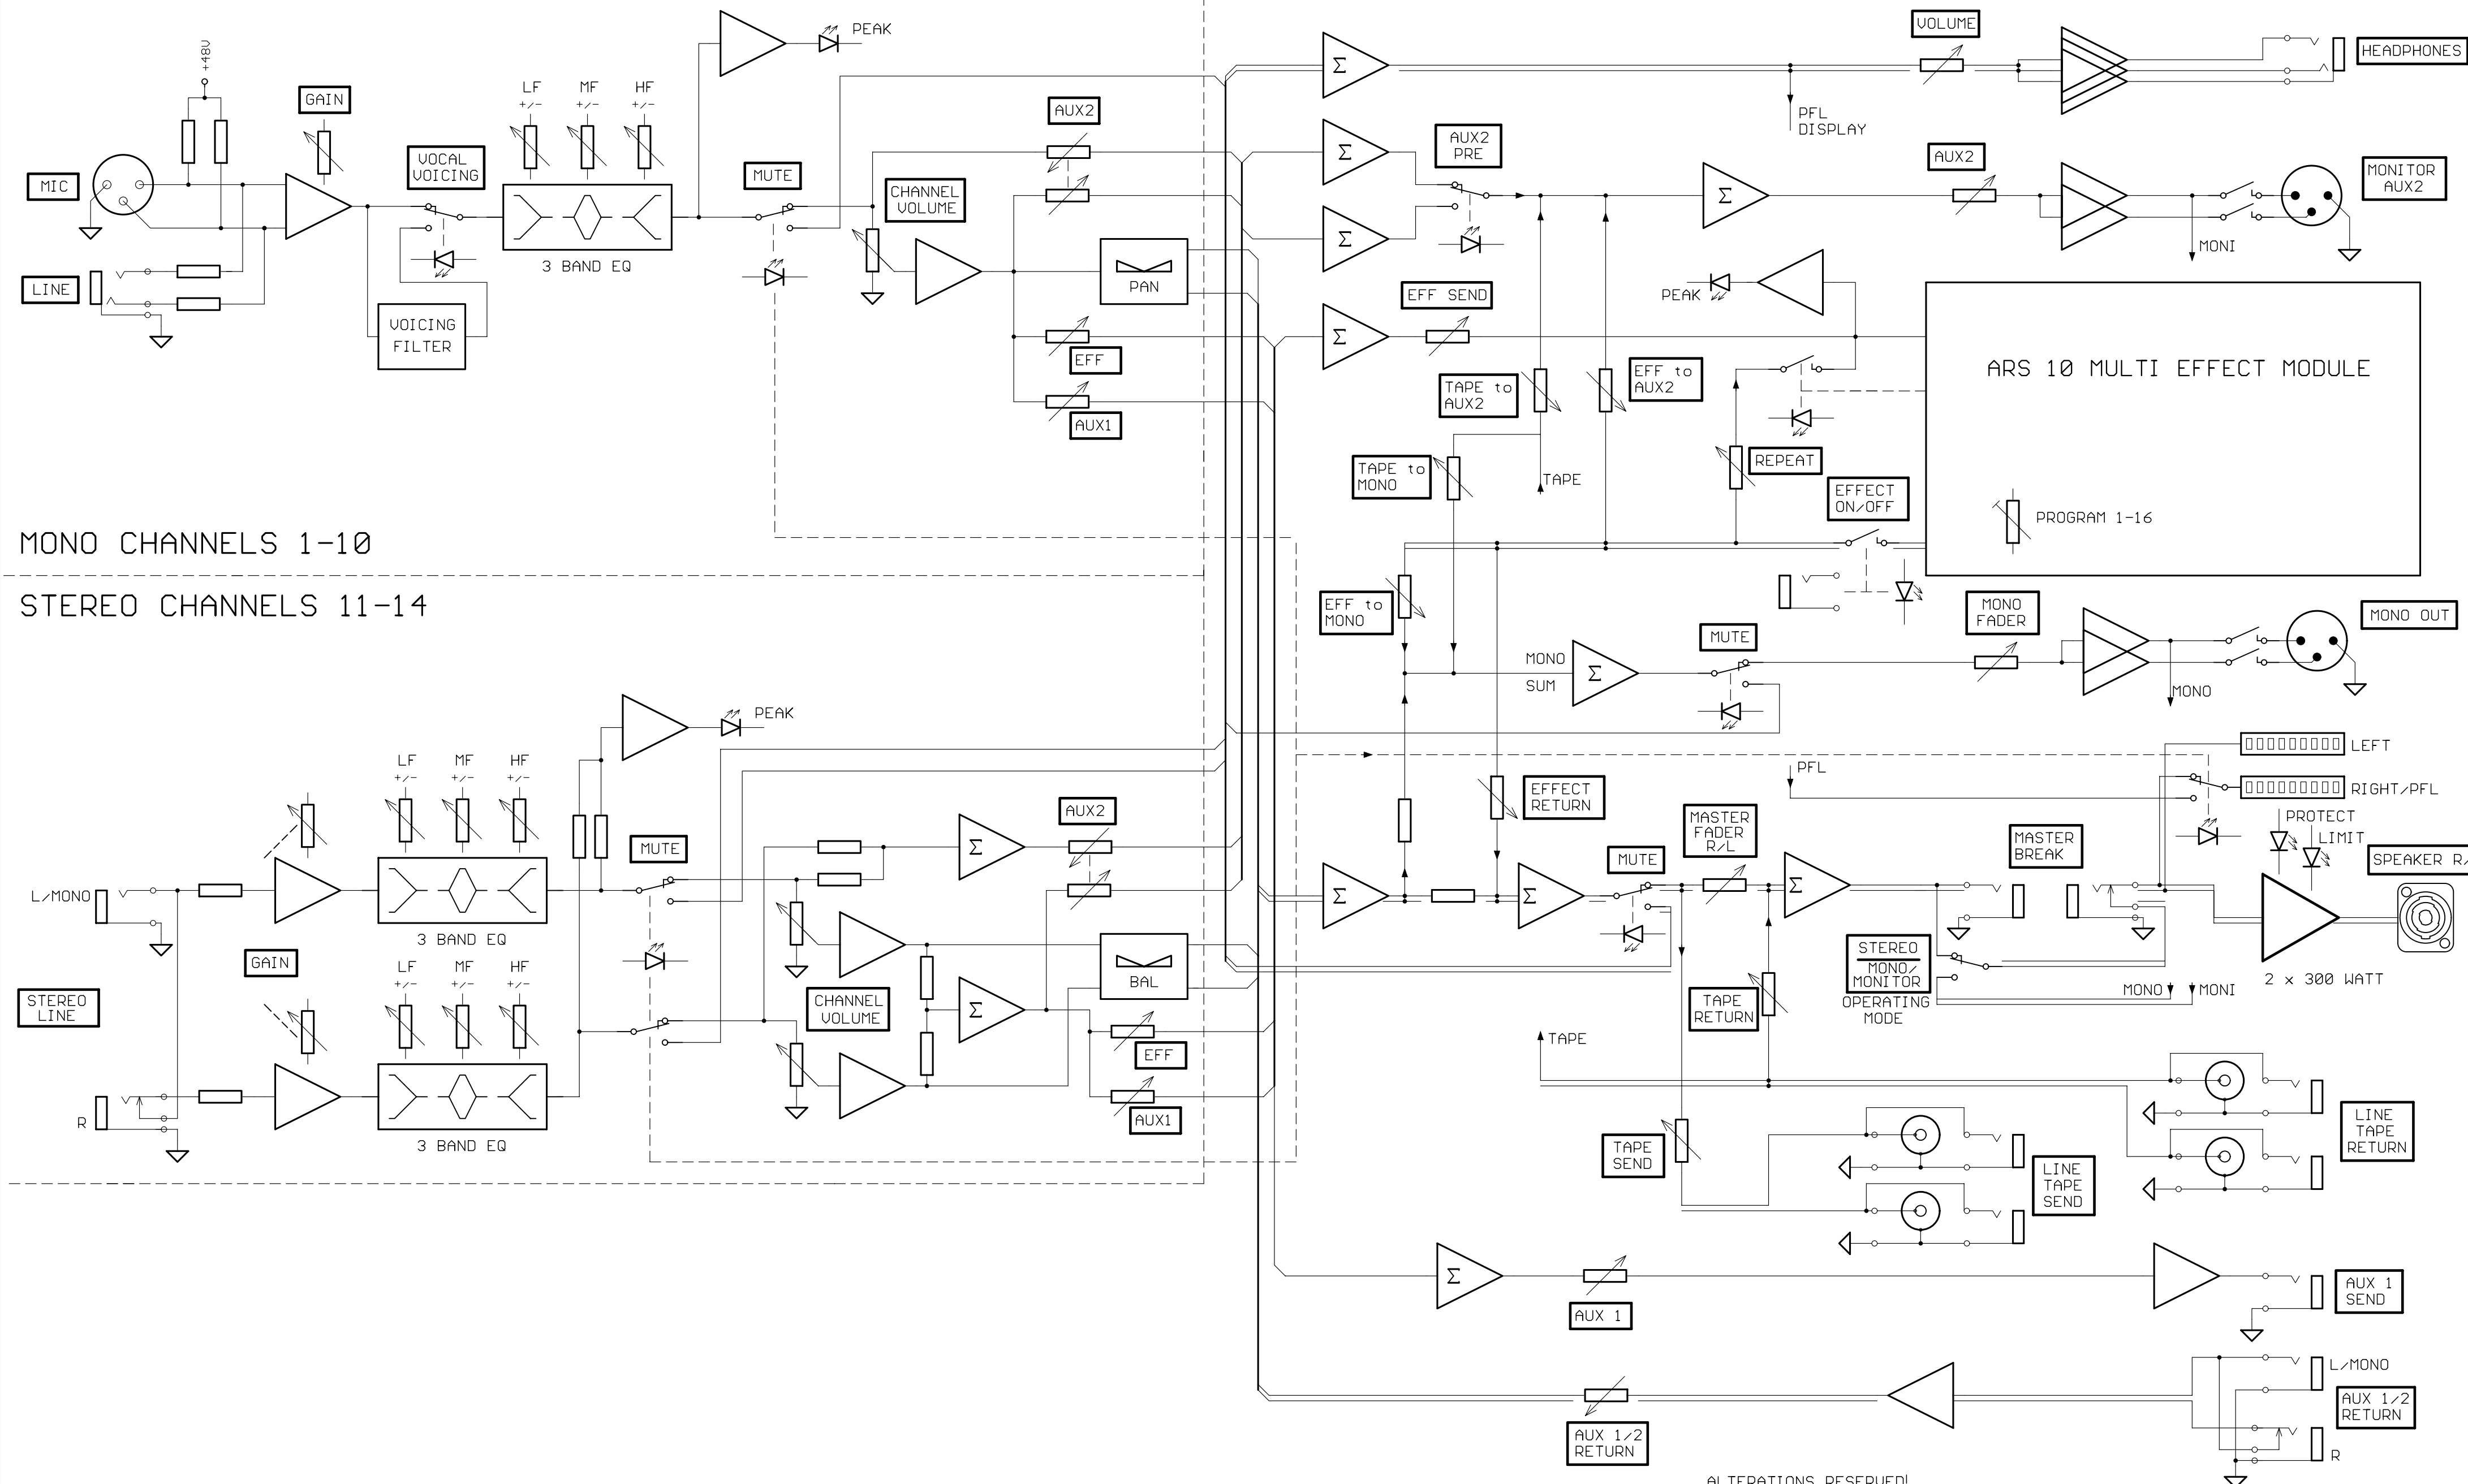 +48V
MIC
LINE
GAIN
VOCAL
VOICING
VOICING
FILTER
LF
+/-
MF
+/-
HF
+/-
3 BAND EQ
PEAK
MUTE
CHANNEL
VOLUME
AUX2
PAN
EFF
AUX1
MONO CHANNELS 1-10
STEREO CHANNELS 11-14
L/MONO
STEREO
LINE
R
GAIN
LF
+/-
MF
+/-
HF
+/-
3 BAND EQ
LF
+/-
MF
+/-
HF
+/-
3 BAND EQ
PEAK
MUTE
CHANNEL
VOLUME
Σ
Σ
AUX2
BAL
EFF
AUX1
Σ
VOLUME
PFL
DISPLAY
HEADPHONES
Σ
Σ
AUX2
PRE
Σ
AUX2
MONI
MONITOR
AUX2
Σ
EFF SEND
PEAK
TAPE to
AUX2
EFF to
AUX2
TAPE to
MONO
TAPE
REPEAT
EFFECT
ON/OFF
ARS 10 MULTI EFFECT MODULE
PROGRAM 1-16
EFF to
MONO
MONO
SUM
Σ
MUTE
MONO
FADER
MONO
MONO OUT
PFL
LEFT
RIGHT/PFL
EFFECT
RETURN
MASTER
FADER
R/L
MASTER
BREAK
PROTECT
LIMIT
SPEAKER R/
Σ
Σ
MUTE
Σ
STEREO
MONO/
MONITOR
OPERATING
MODE
MONO
MONI
2 x 300 WATT
TAPE
RETURN
TAPE
TAPE
SEND
LINE
TAPE
SEND
LINE
TAPE
RETURN
Σ
AUX 1
AUX 1
SEND
AUX 1/2
RETURN
L/MONO
AUX 1/2
RETURN
R
ALTERATIONS RESERVED!